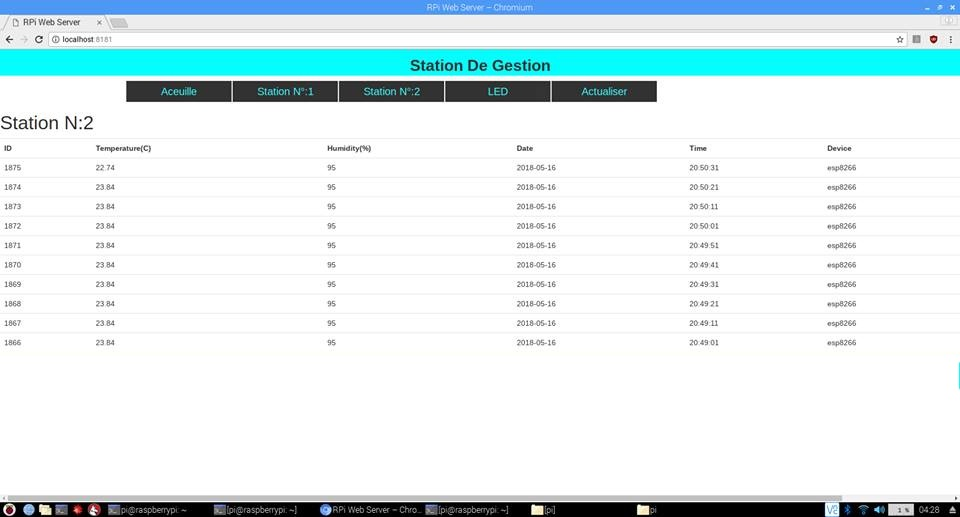 RPi Web Server – Chromium
RPi Web Server
localhost:8181
Station De Gestion
Aceuille Station N°:1 Station N°:2 LED Actualiser
Station N:2
ID Temperature(C) Humidity(%) Date Time Device
1875 22.74 95 2018-05-16 20:50:31 esp8266
1874 23.84 95 2018-05-16 20:50:21 esp8266
1873 23.84 95 2018-05-16 20:50:11 esp8266
1872 23.84 95 2018-05-16 20:50:01 esp8266
1871 23.84 95 2018-05-16 20:49:51 esp8266
1870 23.84 95 2018-05-16 20:49:41 esp8266
1869 23.84 95 2018-05-16 20:49:31 esp8266
1868 23.84 95 2018-05-16 20:49:21 esp8266
1867 23.84 95 2018-05-16 20:49:11 esp8266
1866 23.84 95 2018-05-16 20:49:01 esp8266
pi@raspberrypi: ~ [pi@raspberrypi: ~] RPi Web Server – Chro... [pi@raspberrypi: ~] [pi] pi V2 1 % 04:28